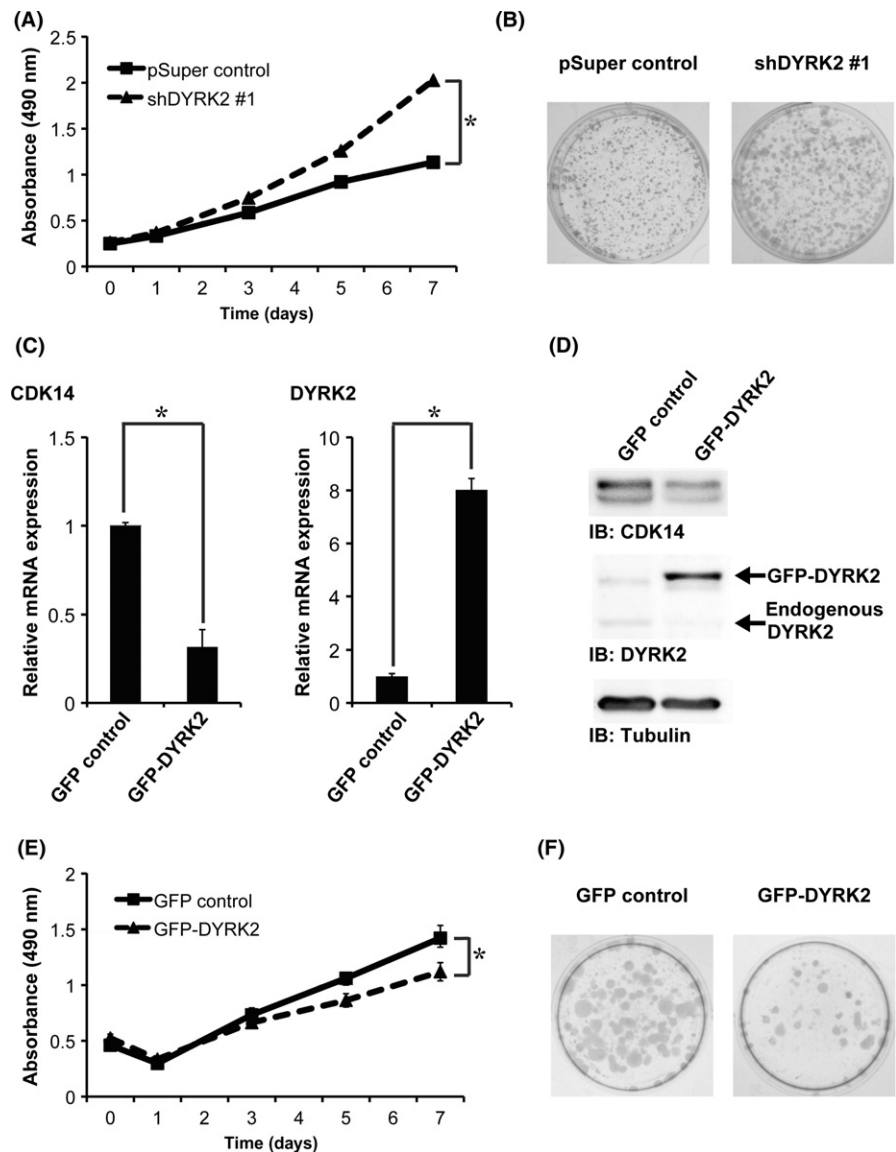 (A)
2.5
2
1.5
1
0.5
0
Absorbance (490 nm)
pSuper control
shDYRK2 #1
*
0 1 2 3 4 5 6 7
Time (days)
(B)
pSuper control shDYRK2 #1
(C)
CDK14
Relative mRNA expression
1.5
1
0.5
0
*
GFP control
GFP-DYRK2
DYRK2
Relative mRNA expression
10
8
6
4
2
0
*
GFP control
GFP-DYRK2
(D)
GFP control
GFP-DYRK2
IB: CDK14
GFP-DYRK2
Endogenous
DYRK2
IB: DYRK2
IB: Tubulin
(E)
2
1.5
1
0.5
0
Absorbance (490 nm)
GFP control
GFP-DYRK2
*
0 1 2 3 4 5 6 7
Time (days)
(F)
GFP control GFP-DYRK2